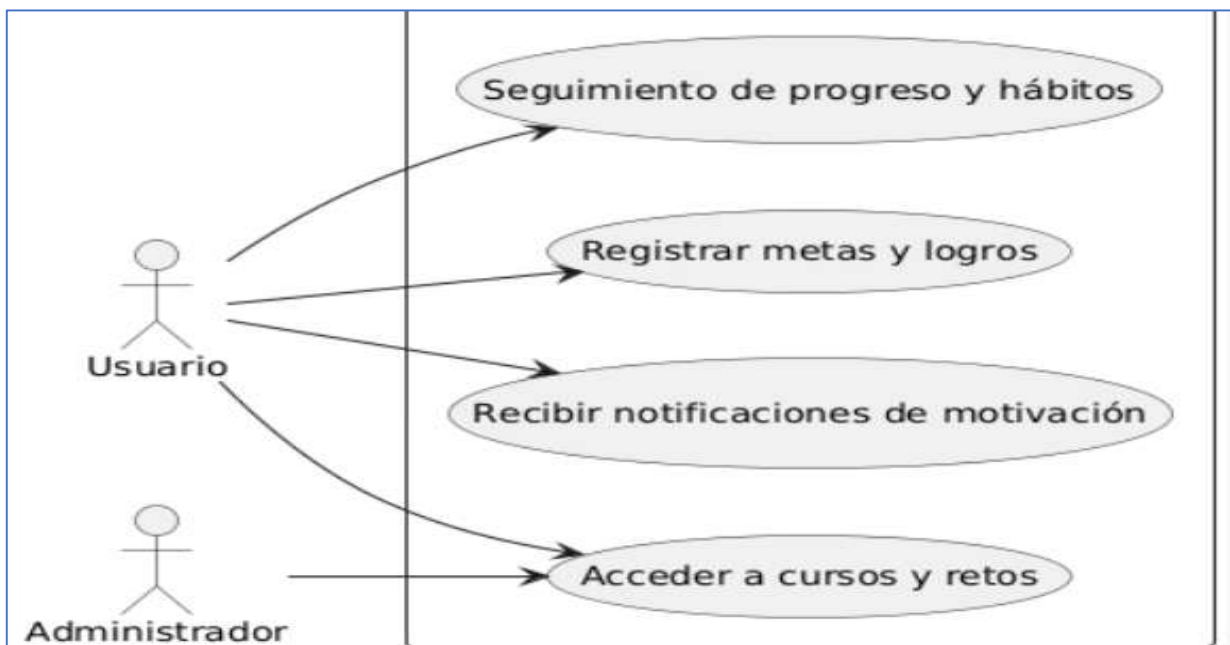 Seguimiento de progreso y hábitos
Registrar metas y logros
Usuario
Recibir notificaciones de motivación
Acceder a cursos y retos
Administrador